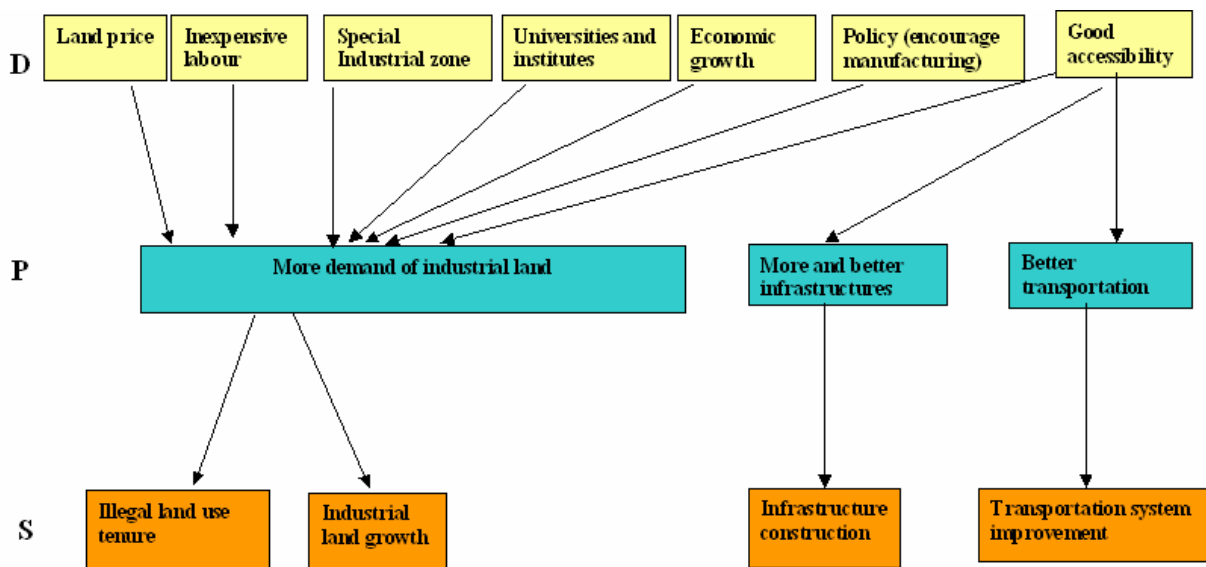 D
Land price
Inexpensive
labour
Special
Industrial zone
Universities and
institutes
Economic
growth
Policy (encourage
manufacturing)
Good
accessibility
P
More demand of industrial land
More and better
infrastructures
Better
transportation
S
Illegal land use
tenure
Industrial
land growth
Infrastructure
construction
Transportation system
improvement